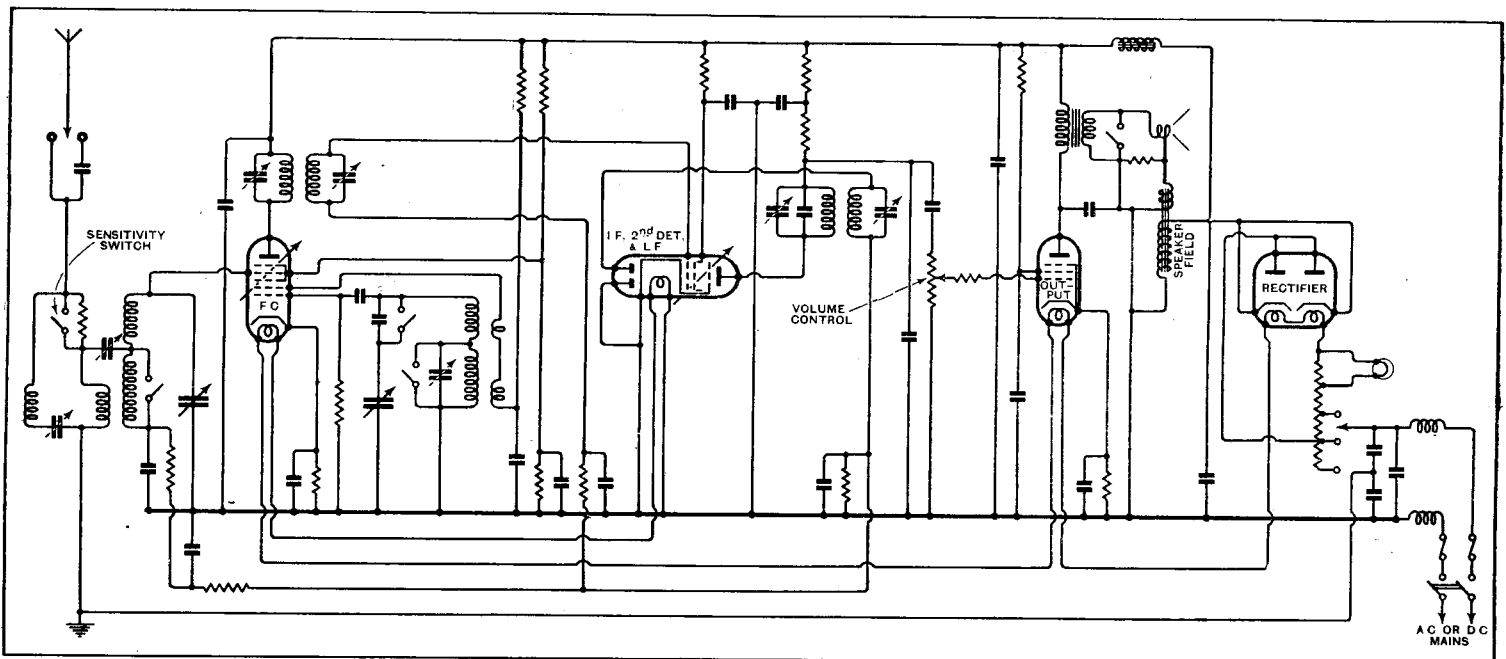 SENSITIVITY
SWITCH
F C
I F, 2nd DET.
& L F
VOLUME
CONTROL
OUT-
PUT
SPEAKER
FIELD
RECTIFIER
A C OR D C
MAINS